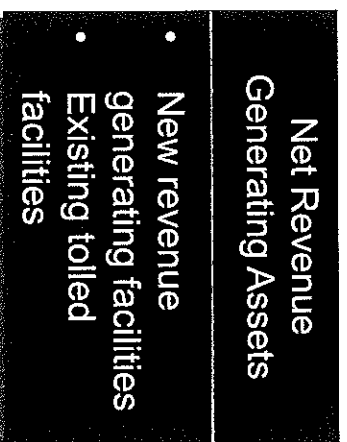 Net Revenue
Generating Assets
• New revenue
generating facilities
• Existing tolled
facilities